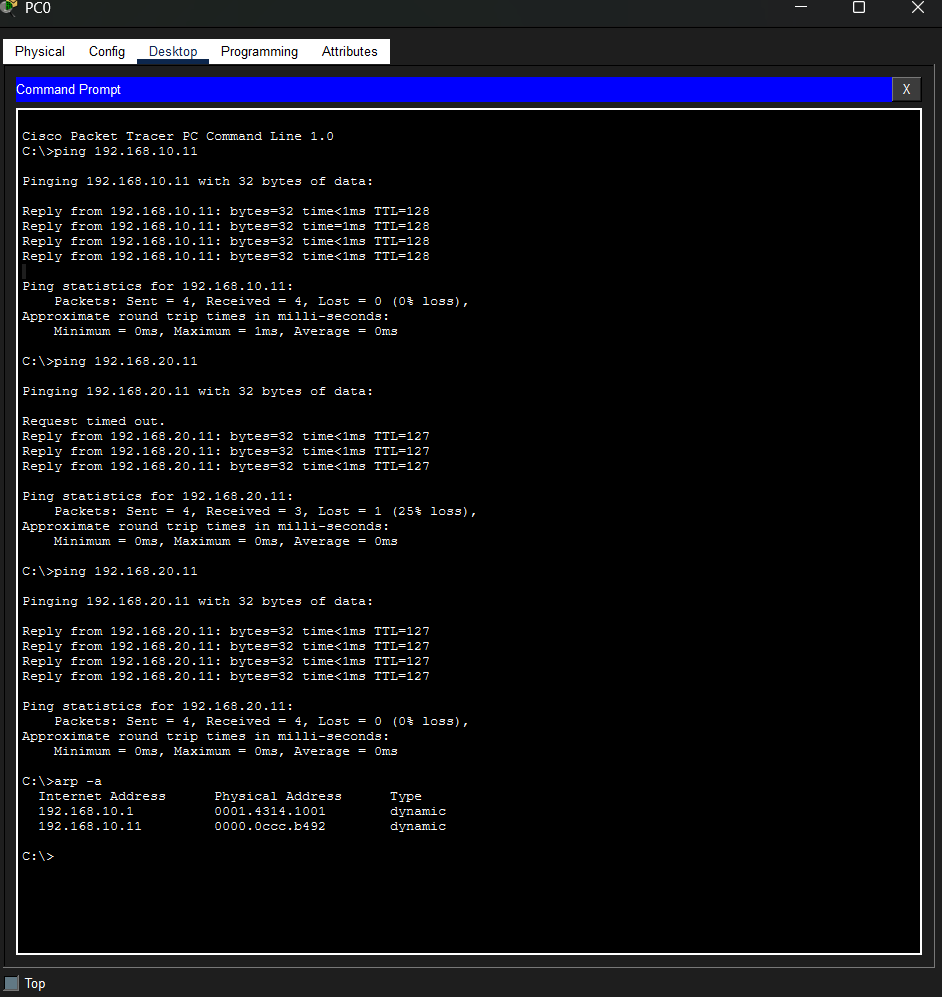 PC0
Physical Config Desktop Programming Attributes
Command Prompt
X
Cisco Packet Tracer PC Command Line 1.0
C:\>ping 192.168.10.11
Pinging 192.168.10.11 with 32 bytes of data:
Reply from 192.168.10.11: bytes=32 time<1ms TTL=128
Reply from 192.168.10.11: bytes=32 time=1ms TTL=128
Reply from 192.168.10.11: bytes=32 time<1ms TTL=128
Reply from 192.168.10.11: bytes=32 time<1ms TTL=128
Ping statistics for 192.168.10.11:
    Packets: Sent = 4, Received = 4, Lost = 0 (0% loss),
Approximate round trip times in milli-seconds:
    Minimum = 0ms, Maximum = 1ms, Average = 0ms
C:\>ping 192.168.20.11
Pinging 192.168.20.11 with 32 bytes of data:
Request timed out.
Reply from 192.168.20.11: bytes=32 time<1ms TTL=127
Reply from 192.168.20.11: bytes=32 time<1ms TTL=127
Reply from 192.168.20.11: bytes=32 time<1ms TTL=127
Ping statistics for 192.168.20.11:
    Packets: Sent = 4, Received = 3, Lost = 1 (25% loss),
Approximate round trip times in milli-seconds:
    Minimum = 0ms, Maximum = 0ms, Average = 0ms
C:\>ping 192.168.20.11
Pinging 192.168.20.11 with 32 bytes of data:
Reply from 192.168.20.11: bytes=32 time<1ms TTL=127
Reply from 192.168.20.11: bytes=32 time<1ms TTL=127
Reply from 192.168.20.11: bytes=32 time<1ms TTL=127
Reply from 192.168.20.11: bytes=32 time<1ms TTL=127
Ping statistics for 192.168.20.11:
    Packets: Sent = 4, Received = 4, Lost = 0 (0% loss),
Approximate round trip times in milli-seconds:
    Minimum = 0ms, Maximum = 0ms, Average = 0ms
C:\>arp -a
  Internet Address      Physical Address      Type
  192.168.10.1          0001.4314.1001        dynamic
  192.168.10.11         0000.0ccc.b492        dynamic
C:\>
Top